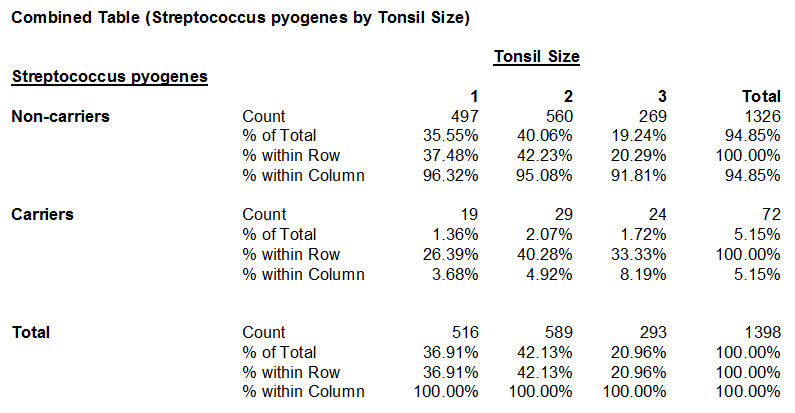 Combined Table (Streptococcus pyogenes by Tonsil Size)
Tonsil Size
Streptococcus pyogenes
1 2 3 Total
Non-carriers Count 497 560 269 1326
% of Total 35.55% 40.06% 19.24% 94.85%
% within Row 37.48% 42.23% 20.29% 100.00%
% within Column 96.32% 95.08% 91.81% 94.85%
Carriers Count 19 29 24 72
% of Total 1.36% 2.07% 1.72% 5.15%
% within Row 26.39% 40.28% 33.33% 100.00%
% within Column 3.68% 4.92% 8.19% 5.15%
Total Count 516 589 293 1398
% of Total 36.91% 42.13% 20.96% 100.00%
% within Row 36.91% 42.13% 20.96% 100.00%
% within Column 100.00% 100.00% 100.00% 100.00%